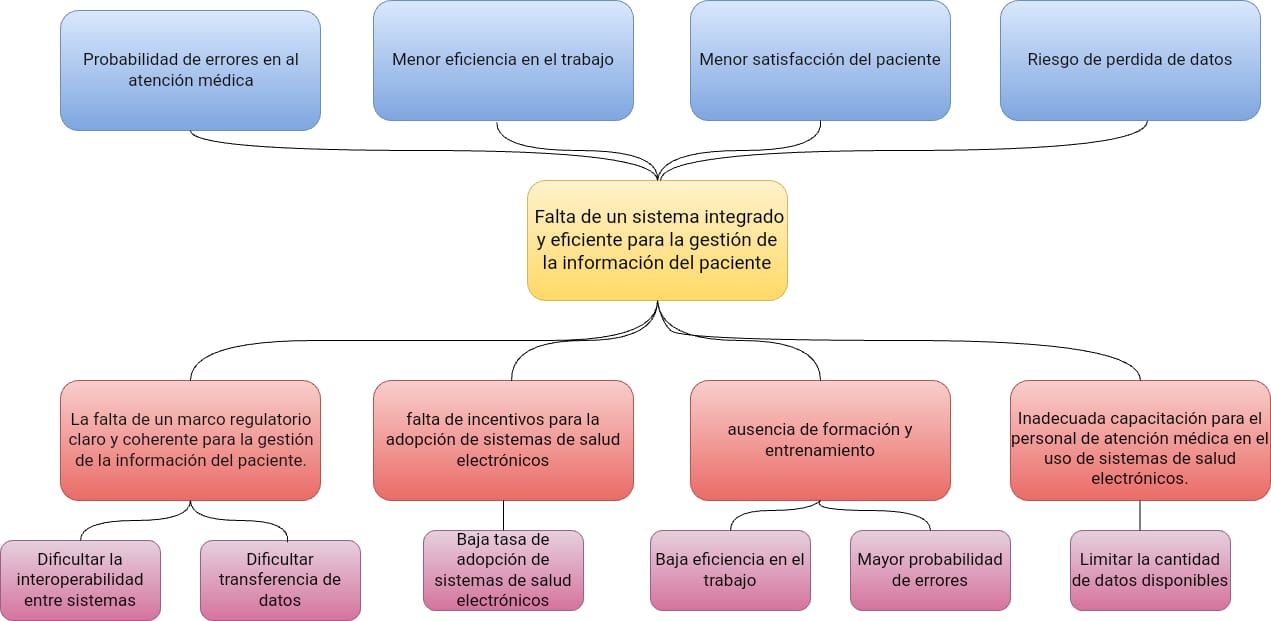 Probabilidad de errores en al
atención médica
Menor eficiencia en el trabajo
Menor satisfacción del paciente
Riesgo de perdida de datos
Falta de un sistema integrado
y eficiente para la gestión de
la información del paciente
La falta de un marco regulatorio
claro y coherente para la gestión
de la información del paciente.
falta de incentivos para la
adopción de sistemas de salud
electrónicos
ausencia de formación y
entrenamiento
Inadecuada capacitación para el
personal de atención médica en el
uso de sistemas de salud
electrónicos.
Dificultar la
interoperabilidad
entre sistemas
Dificultar
transferencia de
datos
Baja tasa de
adopción de
sistemas de salud
electrónicos
Baja eficiencia en el
trabajo
Mayor probabilidad
de errores
Limitar la cantidad
de datos disponibles